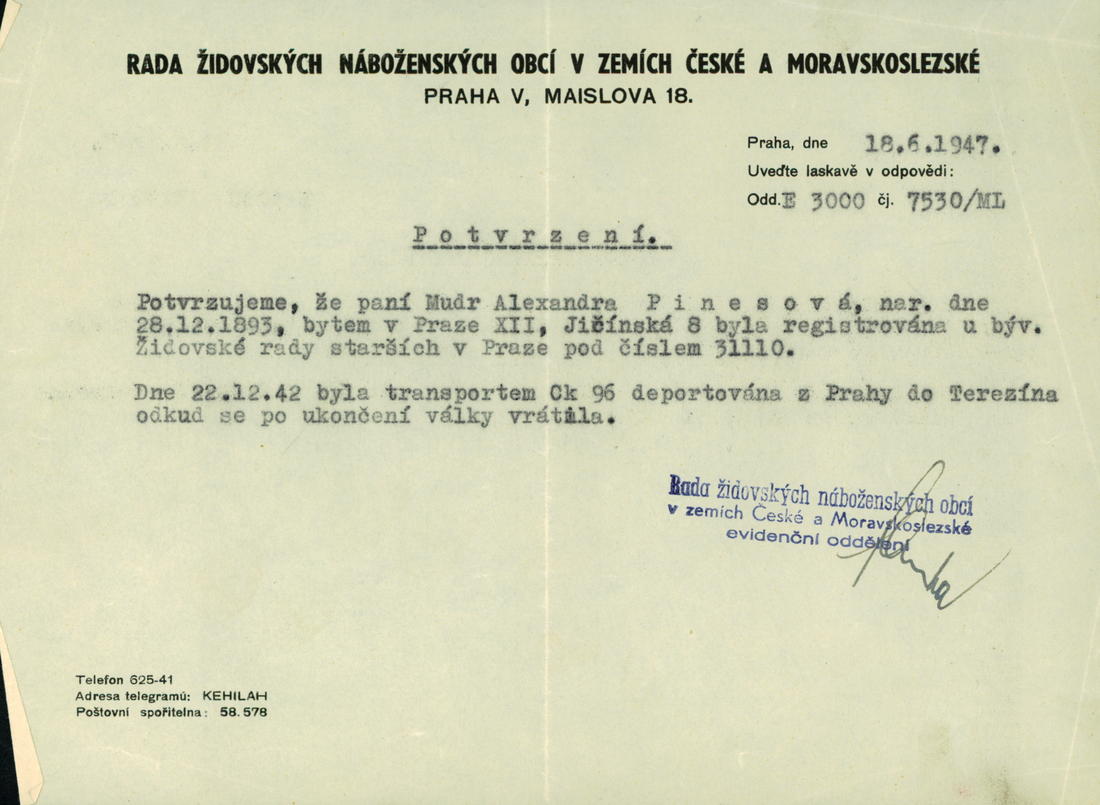 RADA ŽIDOVSKÝCH NÁBOŽENSKÝCH OBCÍ V ZEMÍCH ČESKÉ A MORAVSKOSLEZSKÉ
PRAHA V, MAISLOVA 18.
Praha, dne 18.6.1947.
Uveďte laskavě v odpovědi:
Odd. E 3000 čj. 7530/ML
P o t v r z e n í.
Potvrzujeme, že paní Mudr Alexandra P i n e s o v á, nar. dne
28.12.1893, bytem v Praze XII, Jičínská 8 byla registrována u býv.
Židovské rady starších v Praze pod číslem 31110.
Dne 22.12.42 byla transportem Ck 96 deportována z Prahy do Terezína
odkud se po ukončení války vrátila.
Rada židovských náboženských obcí
v zemích České a Moravskoslezské
evidenční oddělení
Telefon 625-41
Adresa telegramů: KEHILAH
Poštovní spořitelna: 58.578